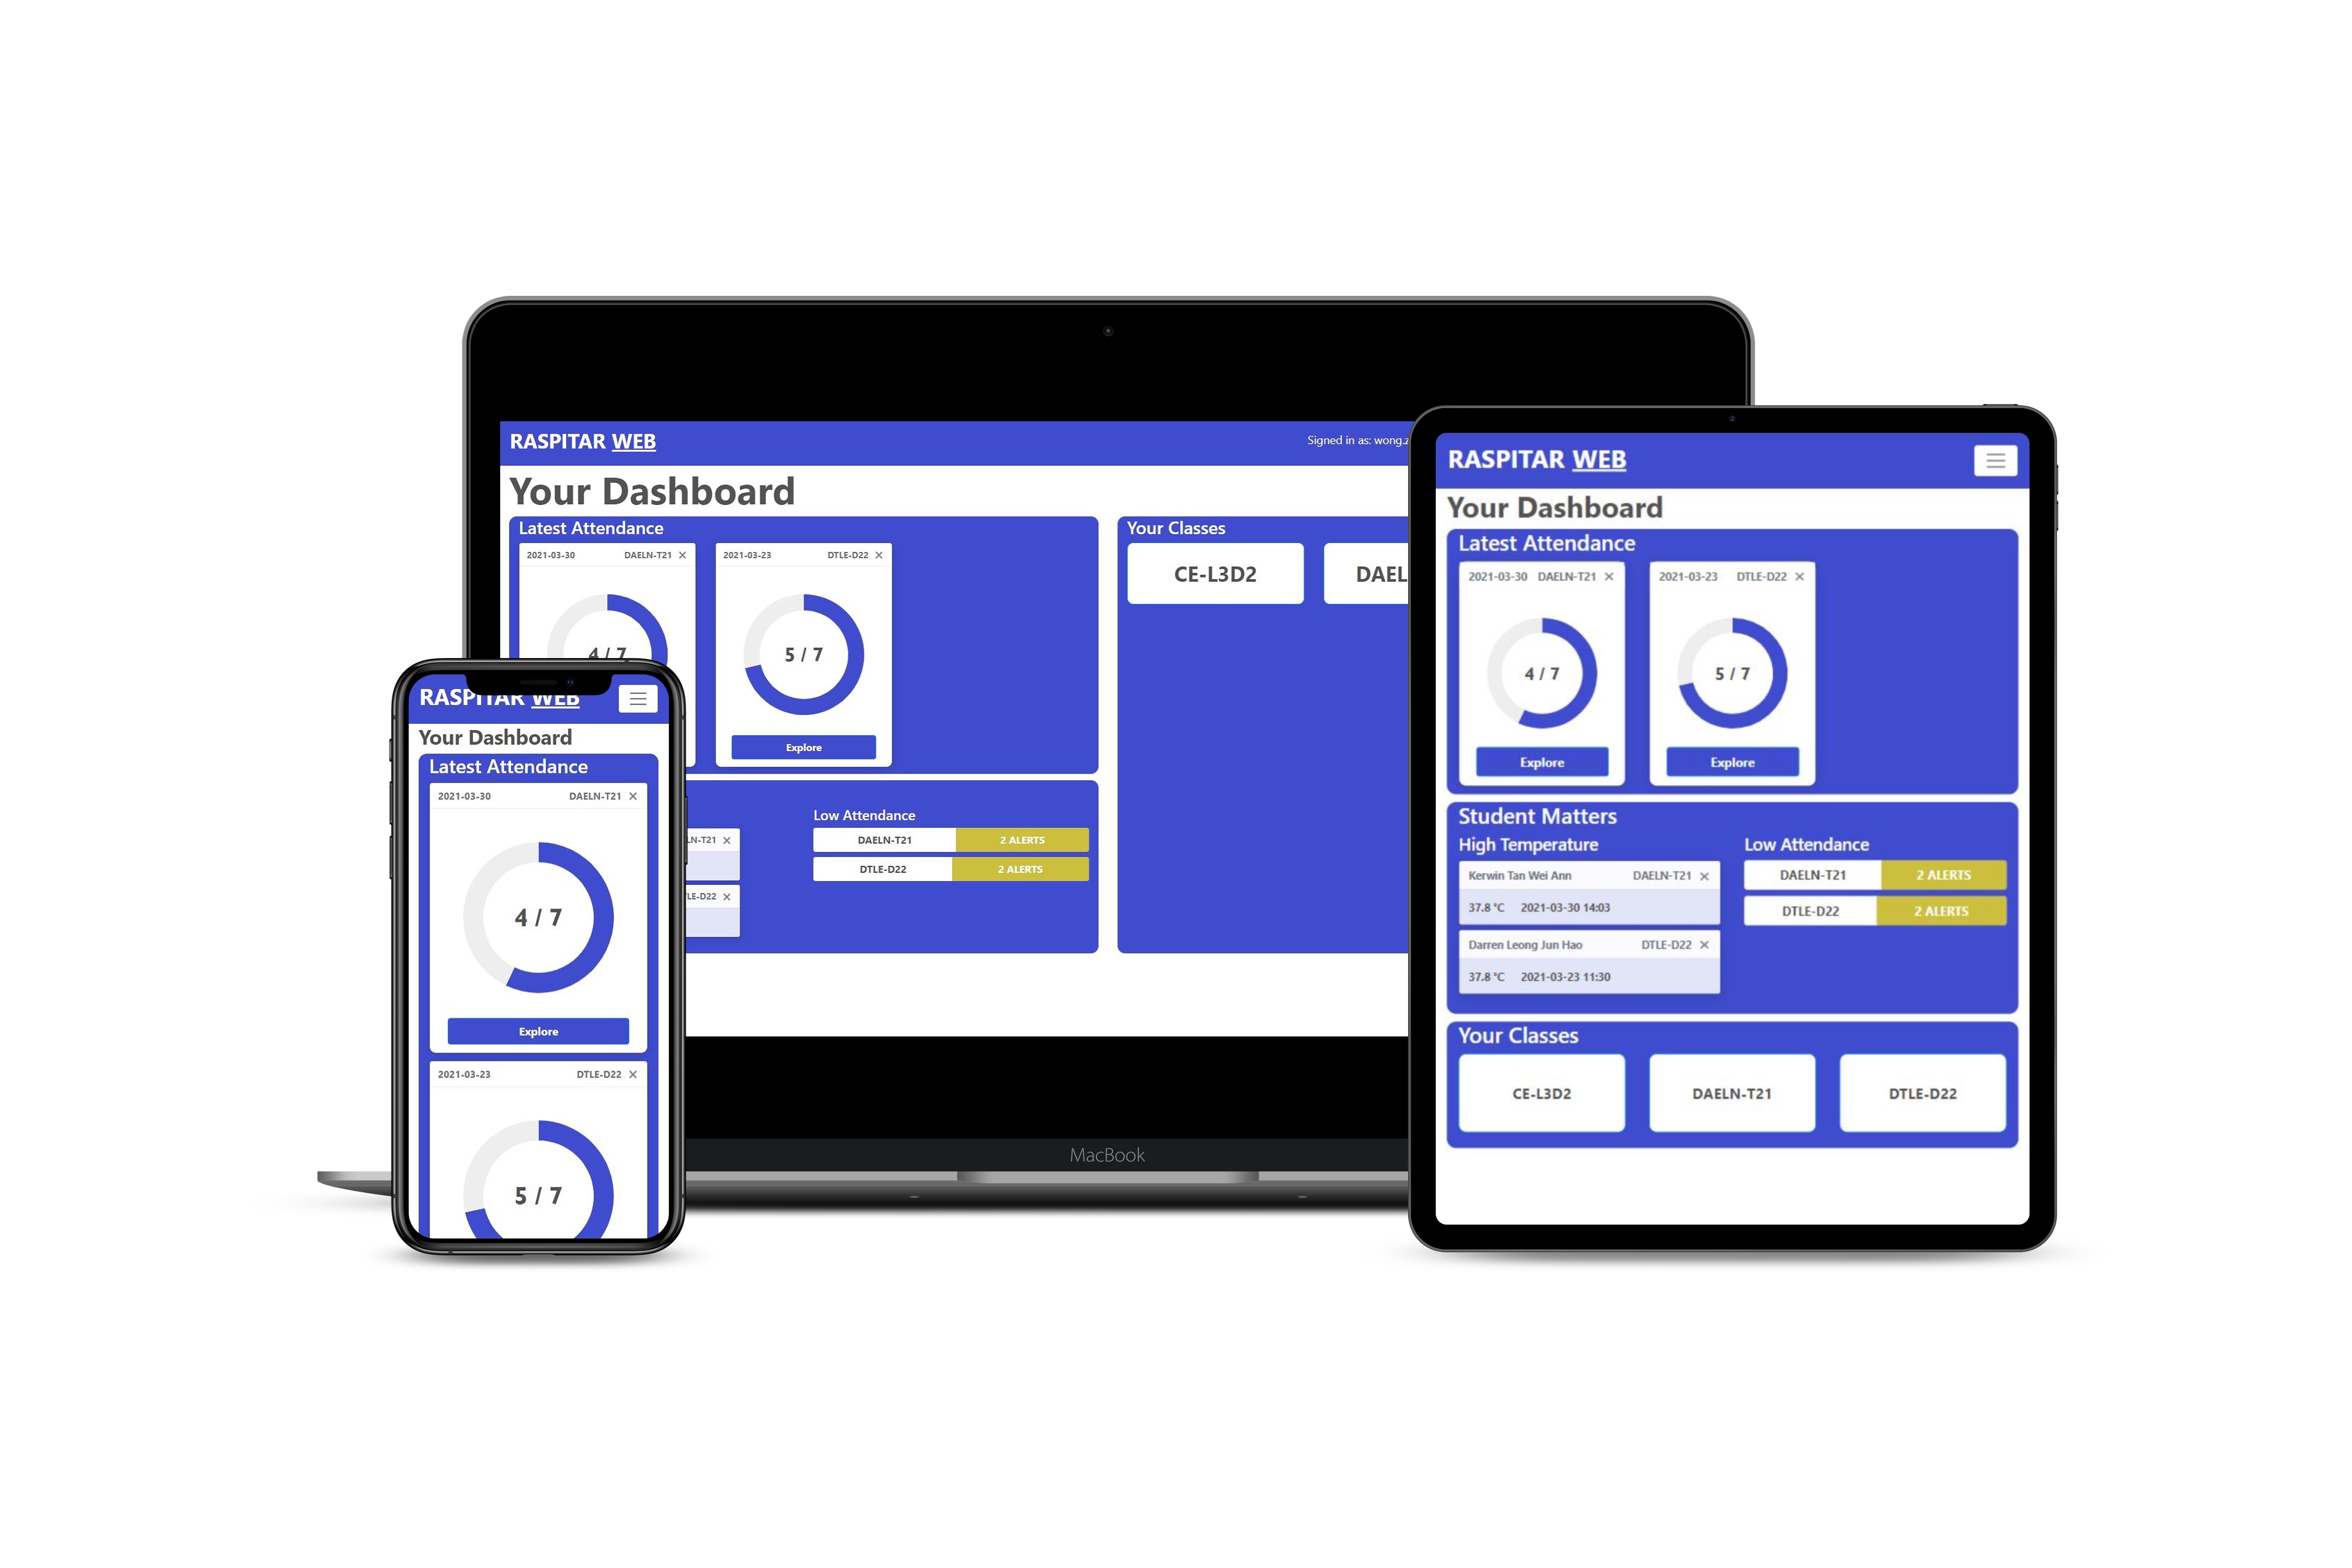 RASPITAR WEB
Signed in as: wong.z
Your Dashboard
Latest Attendance
2021-03-30 DAELN-T21 ×
4 / 7
2021-03-23 DTLE-D22 ×
5 / 7
Explore
Your Classes
CE-L3D2
DAEL
LN-T21 ×
LE-D22 ×
Low Attendance
DAELN-T21 2 ALERTS
DTLE-D22 2 ALERTS
MacBook
RASPITAR WEB
Your Dashboard
Latest Attendance
2021-03-30 DAELN-T21 ×
4 / 7
Explore
2021-03-23 DTLE-D22 ×
5 / 7
RASPITAR WEB
Your Dashboard
Latest Attendance
2021-03-30 DAELN-T21 ×
4 / 7
Explore
2021-03-23 DTLE-D22 ×
5 / 7
Explore
Student Matters
High Temperature
Kerwin Tan Wei Ann DAELN-T21 ×
37.8 °C 2021-03-30 14:03
Darren Leong Jun Hao DTLE-D22 ×
37.8 °C 2021-03-23 11:30
Low Attendance
DAELN-T21 2 ALERTS
DTLE-D22 2 ALERTS
Your Classes
CE-L3D2
DAELN-T21
DTLE-D22